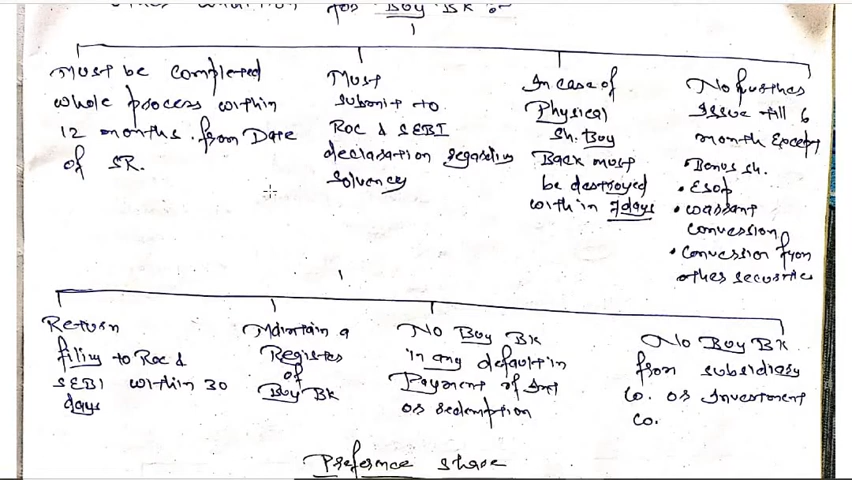 for Buy BK :-
Must be completed
whole process within
12 months. from Date
of SR.
Must
submit to
Roc & SEBI
declaration regarding
solvency
In case of
Physical
Sh. Buy
Back must
be destroyed
within 7days
No further
Issue till 6
month Except
• Bonus sh.
• ESOP
• warrant
conversion
• Conversion from
other securities
Return
filing to Roc &
SEBI within 30
days
Maintain a
Register
of
Buy BK
No Buy BK
in any default in
Payment of Int
or redemption
No Buy BK
from subsidiary
Co. or Investment
Co.
Preference share